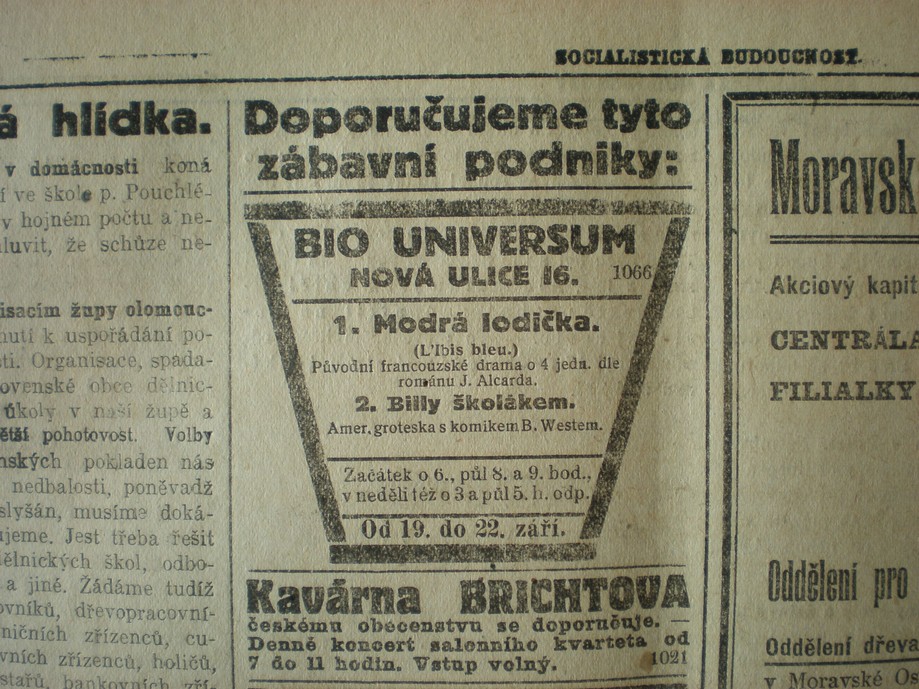 SOCIALISTICKÁ BUDOUCNOST.
á hlídka.
v domácnosti koná
í ve škole p. Pouchlé-
v hojném počtu a ne-
luvit, že schůze ne-
isacím župy olomouc-
nutí k uspořádání po-
sti. Organisace, spada-
ovenské obce dělnic-
úkoly v naší župě a
ětší pohotovost. Volby
nských pokladen nás
nedbalosti, poněvadž
slyšán, musíme doká-
ujeme. Jest třeba řešit
ělnických škol, odbo-
a jiné. Žádáme tudíž
ovníků, dřevopracovní-
ničních zřízenců, cu-
vních zřízenců, holičů,
stařů, bankovních zří-
Doporučujeme tyto
zábavní podniky:
BIO UNIVERSUM
NOVÁ ULICE 16. 1066
1. Modrá lodička.
(L'Ibis bleu.)
Původní francouzské drama o 4 jedn. dle
románu J. Alcarda.
2. Billy školákem.
Amer. groteska s komikem B. Westem.
Začátek o 6., půl 8. a 9. hod.,
v neděli též o 3 a půl 5. h. odp.
Od 19. do 22. září.
Kavárna BRICHTOVA
českému obecenstvu se doporučuje. —
Denně koncert salonního kvarteta od
7 do 11 hodin. Vstup volný. 1021
Moravsk
Akciový kapit
CENTRÁLA
FILIALKY
Oddělení pro
Oddělení dřeva
v Moravské Os